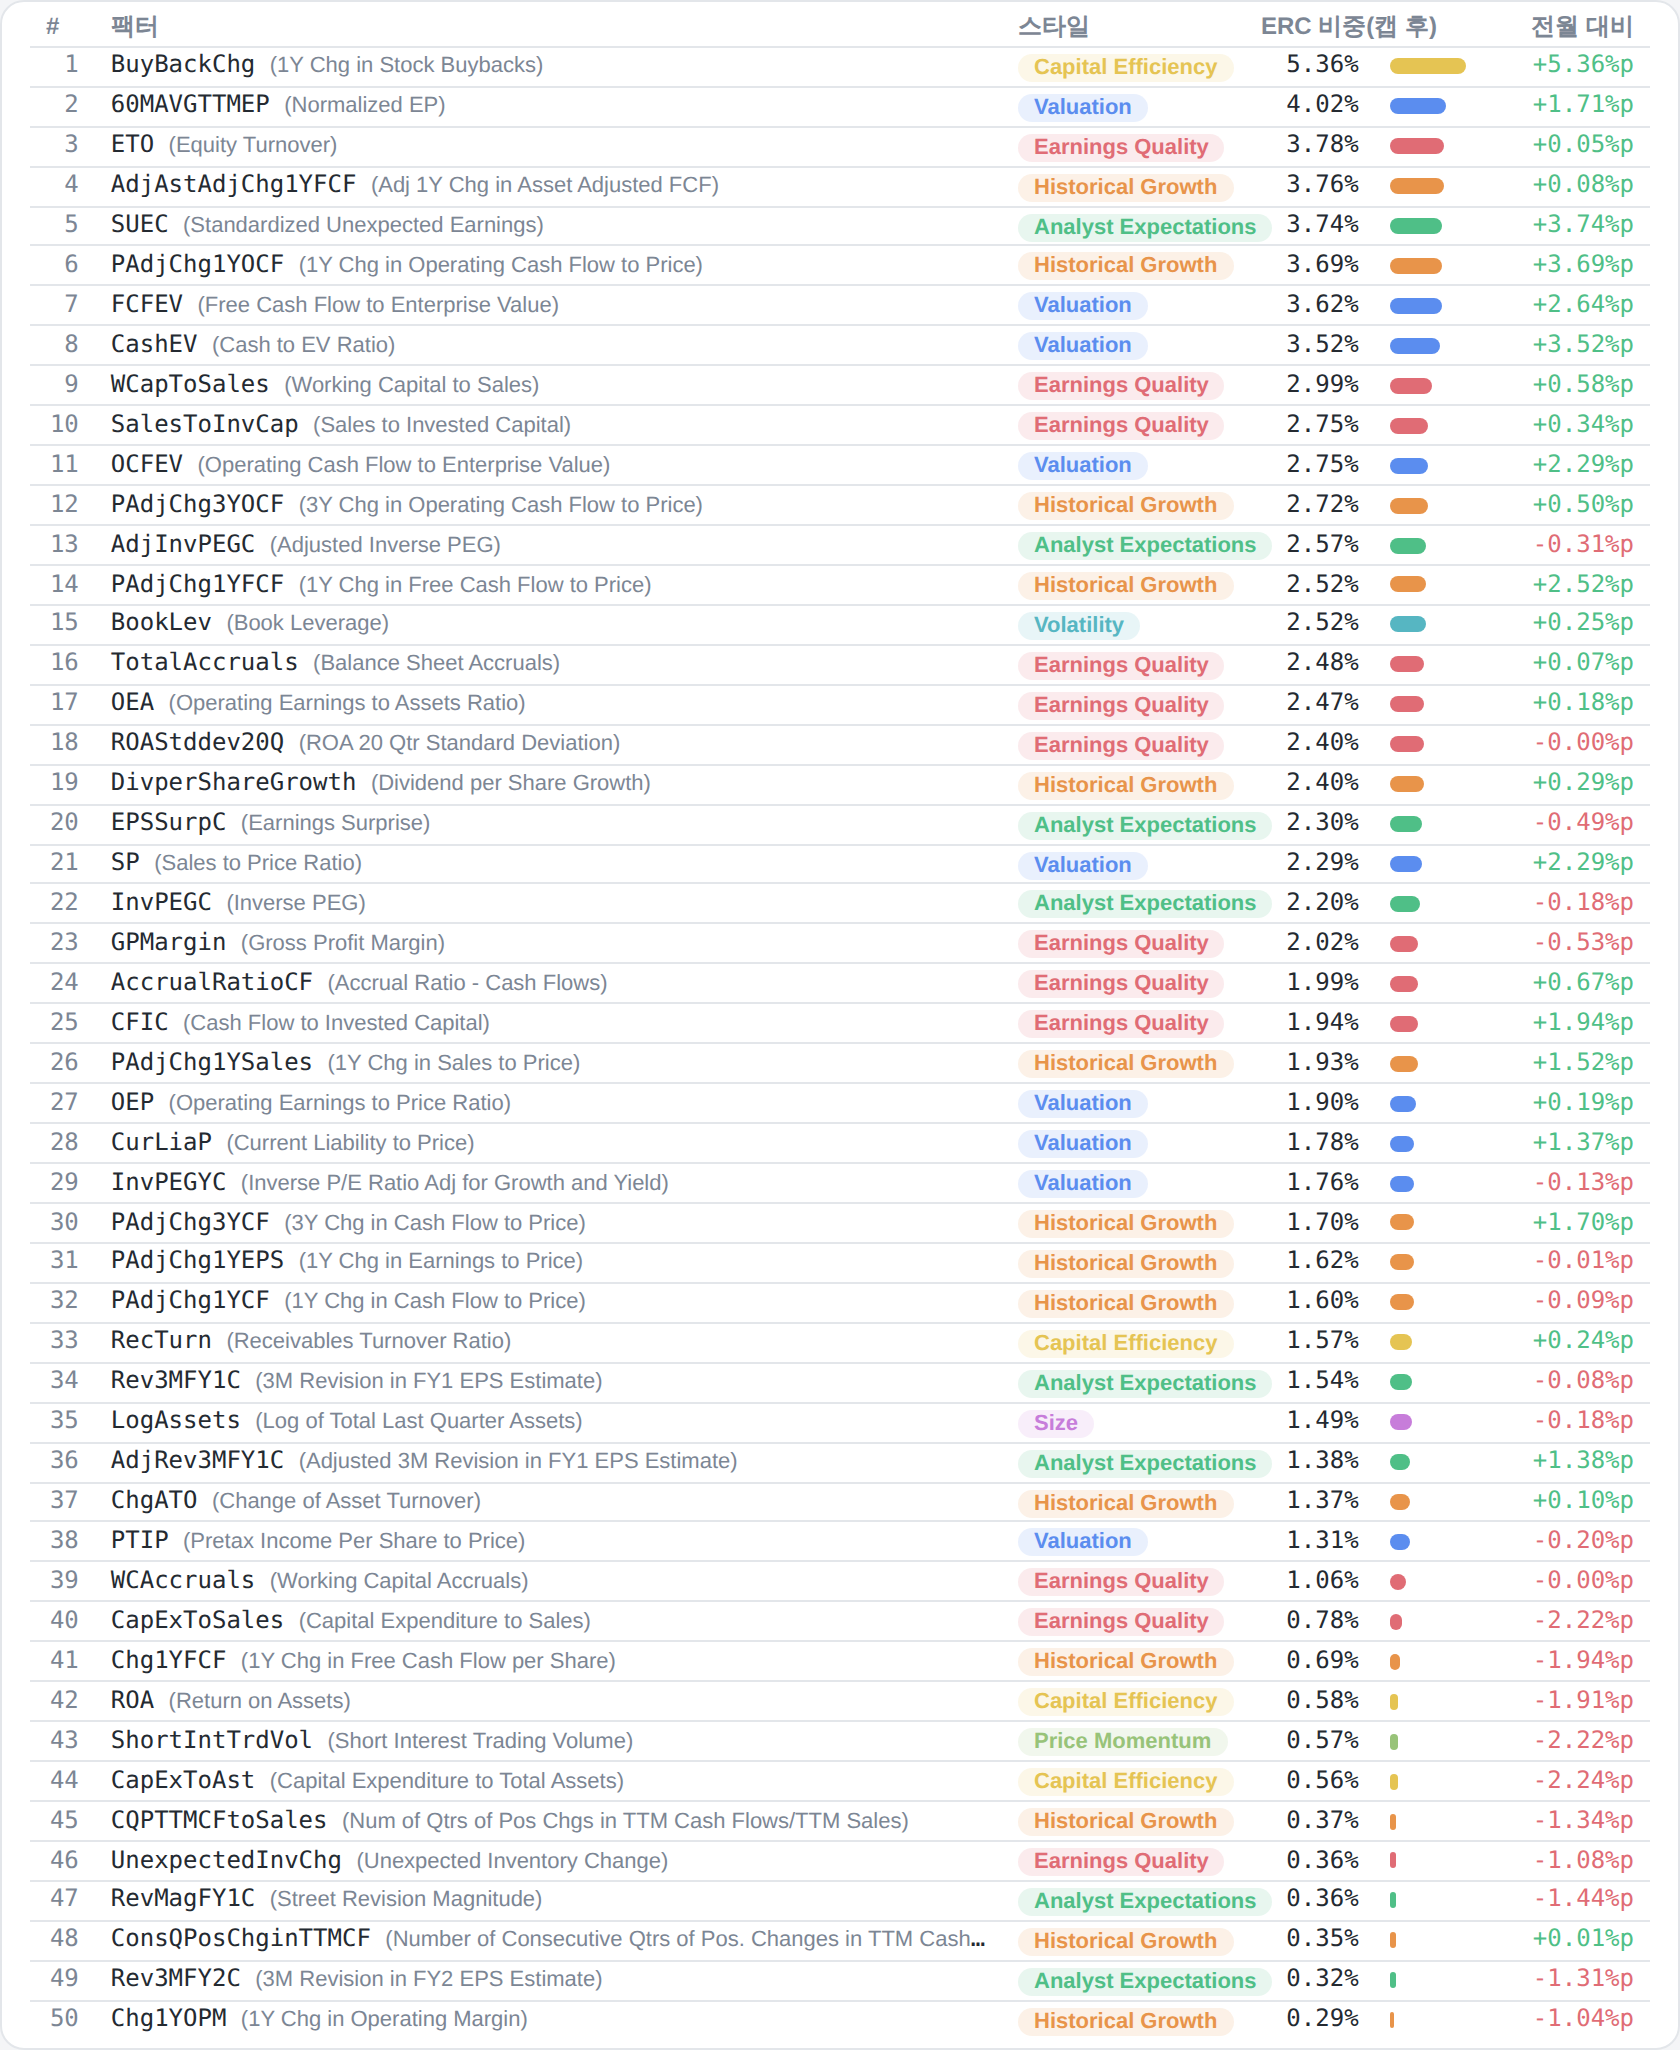 # 팩터 스타일 ERC 비중(캡 후) 전월 대비
1 BuyBackChg (1Y Chg in Stock Buybacks) Capital Efficiency 5.36% +5.36%p
2 60MAVGTTMEP (Normalized EP) Valuation 4.02% +1.71%p
3 ETO (Equity Turnover) Earnings Quality 3.78% +0.05%p
4 AdjAstAdjChg1YFCF (Adj 1Y Chg in Asset Adjusted FCF) Historical Growth 3.76% +0.08%p
5 SUEC (Standardized Unexpected Earnings) Analyst Expectations 3.74% +3.74%p
6 PAdjChg1YOCF (1Y Chg in Operating Cash Flow to Price) Historical Growth 3.69% +3.69%p
7 FCFEV (Free Cash Flow to Enterprise Value) Valuation 3.62% +2.64%p
8 CashEV (Cash to EV Ratio) Valuation 3.52% +3.52%p
9 WCapToSales (Working Capital to Sales) Earnings Quality 2.99% +0.58%p
10 SalesToInvCap (Sales to Invested Capital) Earnings Quality 2.75% +0.34%p
11 OCFEV (Operating Cash Flow to Enterprise Value) Valuation 2.75% +2.29%p
12 PAdjChg3YOCF (3Y Chg in Operating Cash Flow to Price) Historical Growth 2.72% +0.50%p
13 AdjInvPEGC (Adjusted Inverse PEG) Analyst Expectations 2.57% -0.31%p
14 PAdjChg1YFCF (1Y Chg in Free Cash Flow to Price) Historical Growth 2.52% +2.52%p
15 BookLev (Book Leverage) Volatility 2.52% +0.25%p
16 TotalAccruals (Balance Sheet Accruals) Earnings Quality 2.48% +0.07%p
17 OEA (Operating Earnings to Assets Ratio) Earnings Quality 2.47% +0.18%p
18 ROAStddev20Q (ROA 20 Qtr Standard Deviation) Earnings Quality 2.40% -0.00%p
19 DivperShareGrowth (Dividend per Share Growth) Historical Growth 2.40% +0.29%p
20 EPSSurpC (Earnings Surprise) Analyst Expectations 2.30% -0.49%p
21 SP (Sales to Price Ratio) Valuation 2.29% +2.29%p
22 InvPEGC (Inverse PEG) Analyst Expectations 2.20% -0.18%p
23 GPMargin (Gross Profit Margin) Earnings Quality 2.02% -0.53%p
24 AccrualRatioCF (Accrual Ratio - Cash Flows) Earnings Quality 1.99% +0.67%p
25 CFIC (Cash Flow to Invested Capital) Earnings Quality 1.94% +1.94%p
26 PAdjChg1YSales (1Y Chg in Sales to Price) Historical Growth 1.93% +1.52%p
27 OEP (Operating Earnings to Price Ratio) Valuation 1.90% +0.19%p
28 CurLiaP (Current Liability to Price) Valuation 1.78% +1.37%p
29 InvPEGYC (Inverse P/E Ratio Adj for Growth and Yield) Valuation 1.76% -0.13%p
30 PAdjChg3YCF (3Y Chg in Cash Flow to Price) Historical Growth 1.70% +1.70%p
31 PAdjChg1YEPS (1Y Chg in Earnings to Price) Historical Growth 1.62% -0.01%p
32 PAdjChg1YCF (1Y Chg in Cash Flow to Price) Historical Growth 1.60% -0.09%p
33 RecTurn (Receivables Turnover Ratio) Capital Efficiency 1.57% +0.24%p
34 Rev3MFY1C (3M Revision in FY1 EPS Estimate) Analyst Expectations 1.54% -0.08%p
35 LogAssets (Log of Total Last Quarter Assets) Size 1.49% -0.18%p
36 AdjRev3MFY1C (Adjusted 3M Revision in FY1 EPS Estimate) Analyst Expectations 1.38% +1.38%p
37 ChgATO (Change of Asset Turnover) Historical Growth 1.37% +0.10%p
38 PTIP (Pretax Income Per Share to Price) Valuation 1.31% -0.20%p
39 WCAccruals (Working Capital Accruals) Earnings Quality 1.06% -0.00%p
40 CapExToSales (Capital Expenditure to Sales) Earnings Quality 0.78% -2.22%p
41 Chg1YFCF (1Y Chg in Free Cash Flow per Share) Historical Growth 0.69% -1.94%p
42 ROA (Return on Assets) Capital Efficiency 0.58% -1.91%p
43 ShortIntTrdVol (Short Interest Trading Volume) Price Momentum 0.57% -2.22%p
44 CapExToAst (Capital Expenditure to Total Assets) Capital Efficiency 0.56% -2.24%p
45 CQPTTMCFtoSales (Num of Qtrs of Pos Chgs in TTM Cash Flows/TTM Sales) Historical Growth 0.37% -1.34%p
46 UnexpectedInvChg (Unexpected Inventory Change) Earnings Quality 0.36% -1.08%p
47 RevMagFY1C (Street Revision Magnitude) Analyst Expectations 0.36% -1.44%p
48 ConsQPosChginTTMCF (Number of Consecutive Qtrs of Pos. Changes in TTM Cash… Historical Growth 0.35% +0.01%p
49 Rev3MFY2C (3M Revision in FY2 EPS Estimate) Analyst Expectations 0.32% -1.31%p
50 Chg1YOPM (1Y Chg in Operating Margin) Historical Growth 0.29% -1.04%p